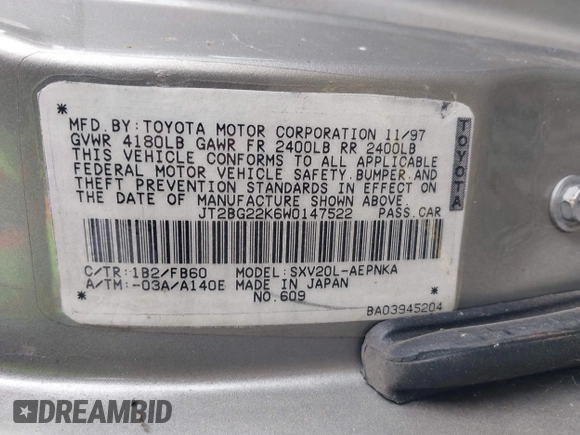 MFD.BY:TOYOTA MOTOR CORPORATION 11/97
GVWR 4180LB GAWR FR 2400LB RR 2400LB
THIS VEHICLE CONFORMS TO ALL APPLICABLE
FEDERAL MOTOR VEHICLE SAFETY,BUMPER,AND
THEFT PREVENTION STANDARDS IN EFFECT ON
THE DATE OF MANUFACTURE SHOWN ABOVE.
JT2BG22K6W0147522 PASS.CAR
TOYOTA
C/TR:1B2/FB60 MODEL:SXV20L-AEPNKA
A/TM:-03A/A140E MADE IN JAPAN
NO.609
BA03945204
DREAMBID